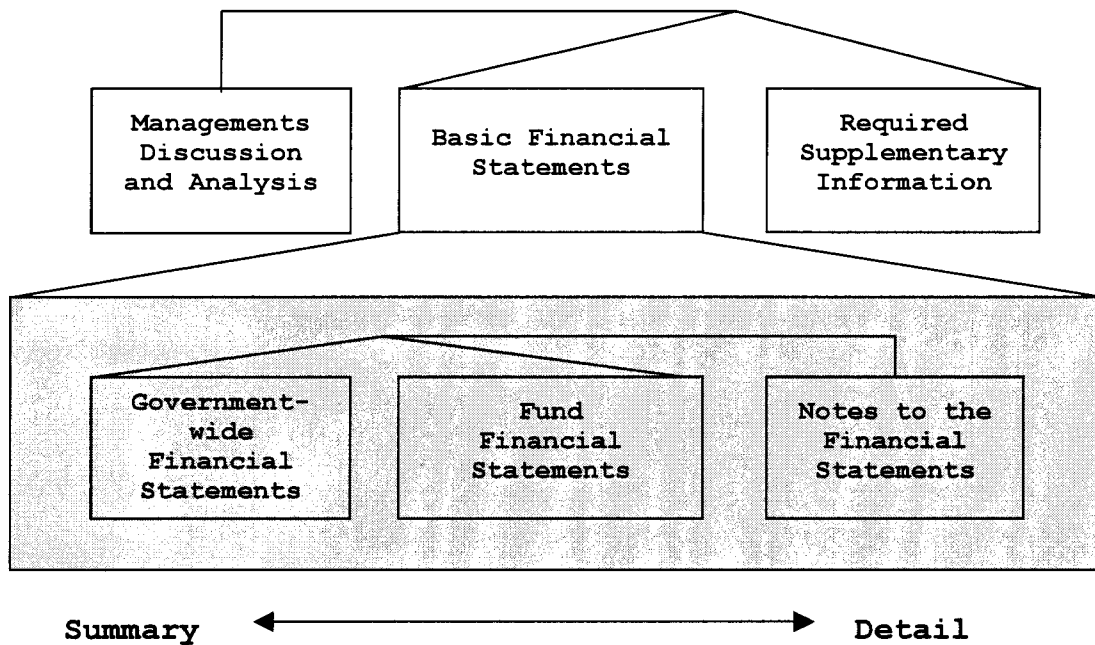 Managements
Discussion
and Analysis
Basic Financial
Statements
Required
Supplementary
Information
Government-
wide
Financial
Statements
Fund
Financial
Statements
Notes to the
Financial
Statements
Summary
Detail